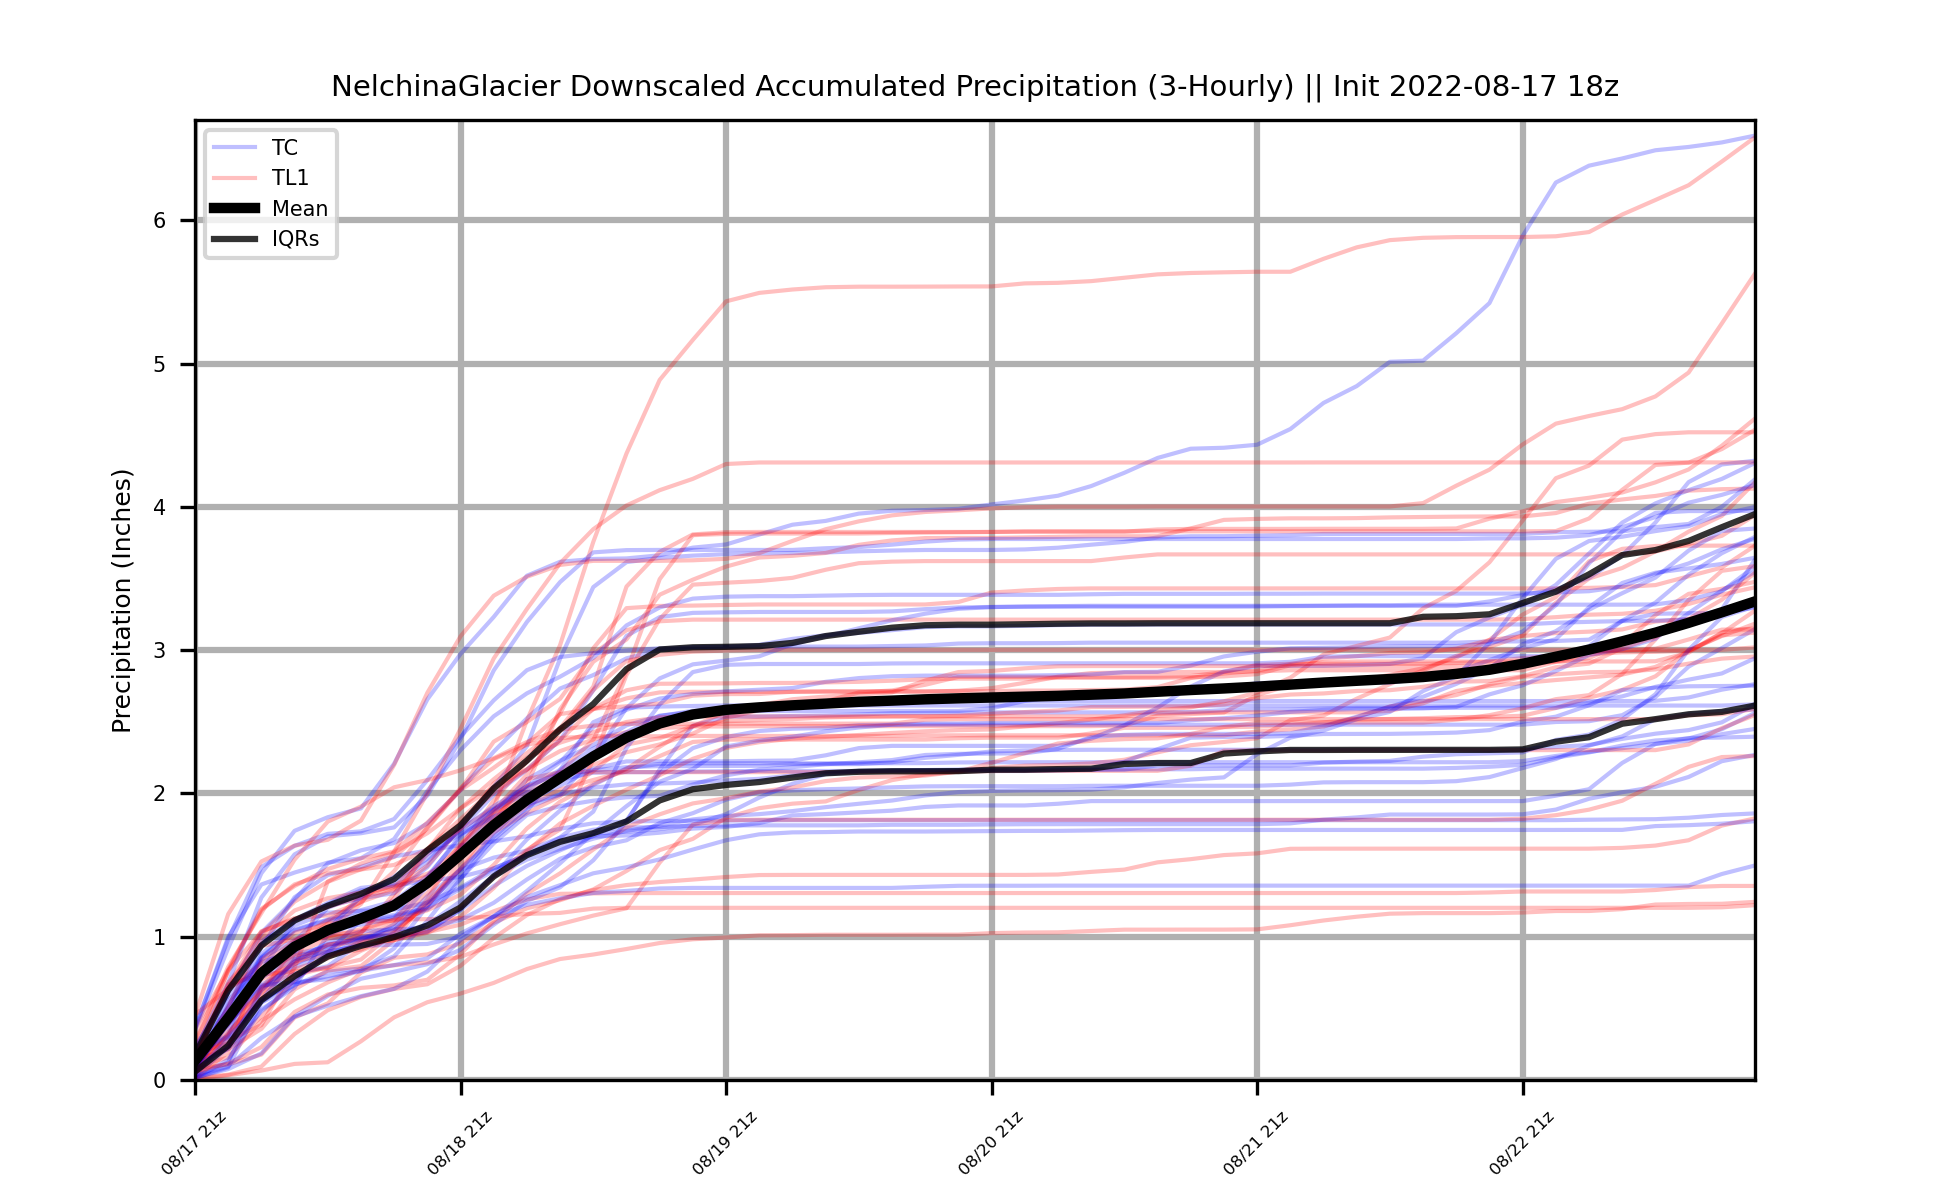 NelchinaGlacier Downscaled Accumulated Precipitation (3-Hourly) || Init 2022-08-17 18z
TC
TL1
Mean
IQRs
Precipitation (Inches)
6
5
4
3
2
1
0
08/17 21z
08/18 21z
08/19 21z
08/20 21z
08/21 21z
08/22 21z